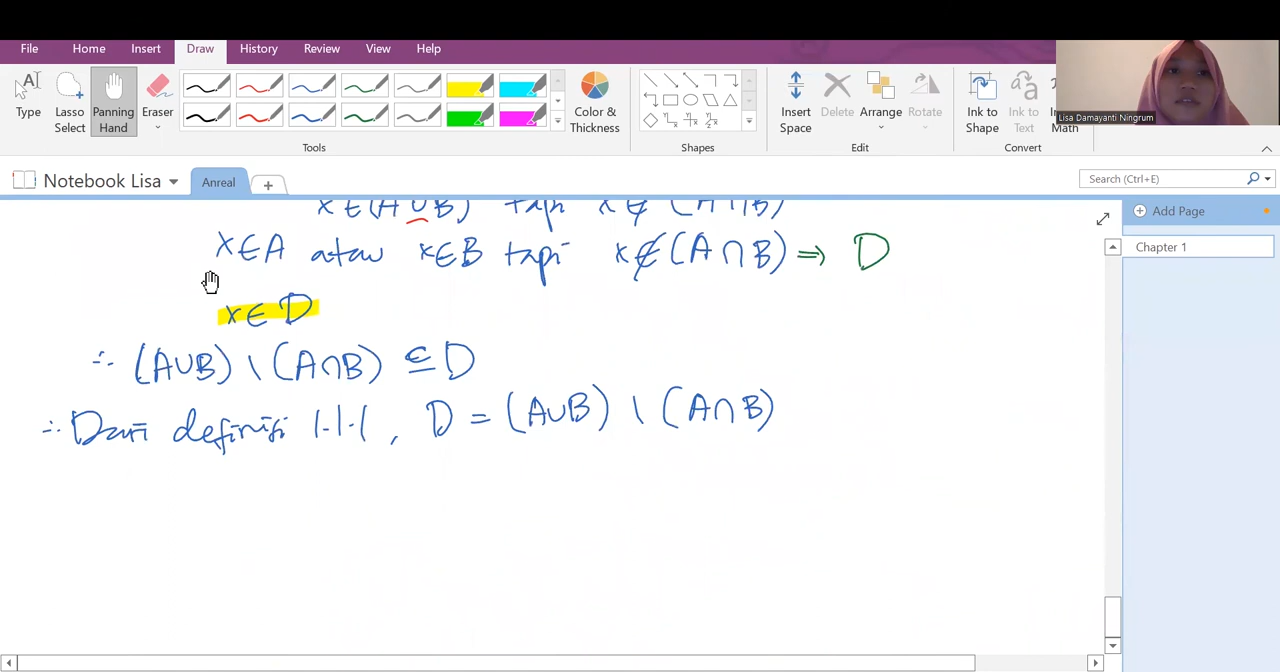 File Home Insert Draw History Review View Help
Type Lasso Select Panning Hand Eraser Color & Thickness Insert Space Delete Arrange Rotate Ink to Shape Ink to Text Math
Lisa Damayanti Ningrum
Tools Shapes Edit Convert
Notebook Lisa Anreal + Search (Ctrl+E)
Add Page
Chapter 1
x∈(A∪B) tapi x∉(A∩B)
x∈A atau x∈B tapi x∉(A∩B) ⇒ D
x∈D
∴ (A∪B) \ (A∩B) ⊆ D
∴ Dari definisi 1.1.1, D = (A∪B) \ (A∩B)